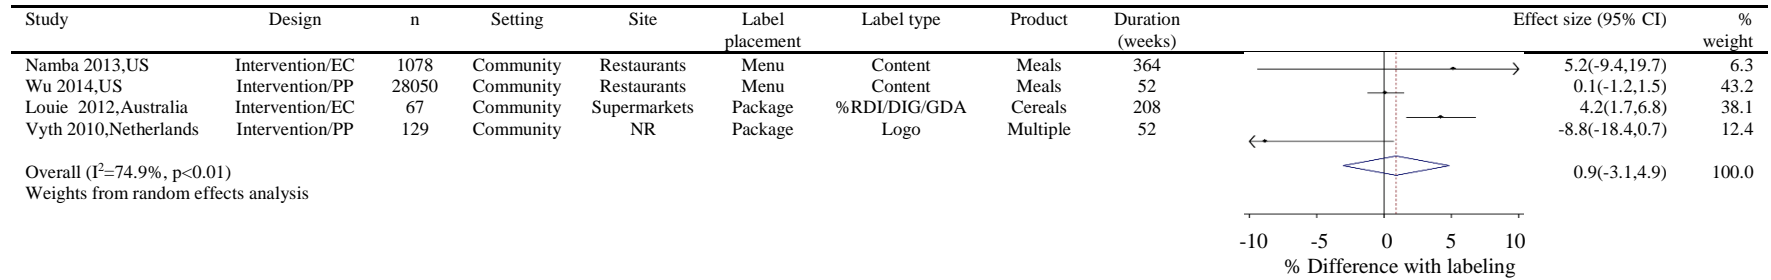 Study Design n Setting Site Label placement Label type Product Duration (weeks) Effect size (95% CI) % weight
Namba 2013,US Intervention/EC 1078 Community Restaurants Menu Content Meals 364 5.2(-9.4,19.7) 6.3
Wu 2014,US Intervention/PP 28050 Community Restaurants Menu Content Meals 52 0.1(-1.2,1.5) 43.2
Louie 2012,Australia Intervention/EC 67 Community Supermarkets Package %RDI/DIG/GDA Cereals 208 4.2(1.7,6.8) 38.1
Vyth 2010,Netherlands Intervention/PP 129 Community NR Package Logo Multiple 52 -8.8(-18.4,0.7) 12.4
Overall (I²=74.9%, p<0.01) 0.9(-3.1,4.9) 100.0
Weights from random effects analysis
-10 -5 0 5 10
% Difference with labeling